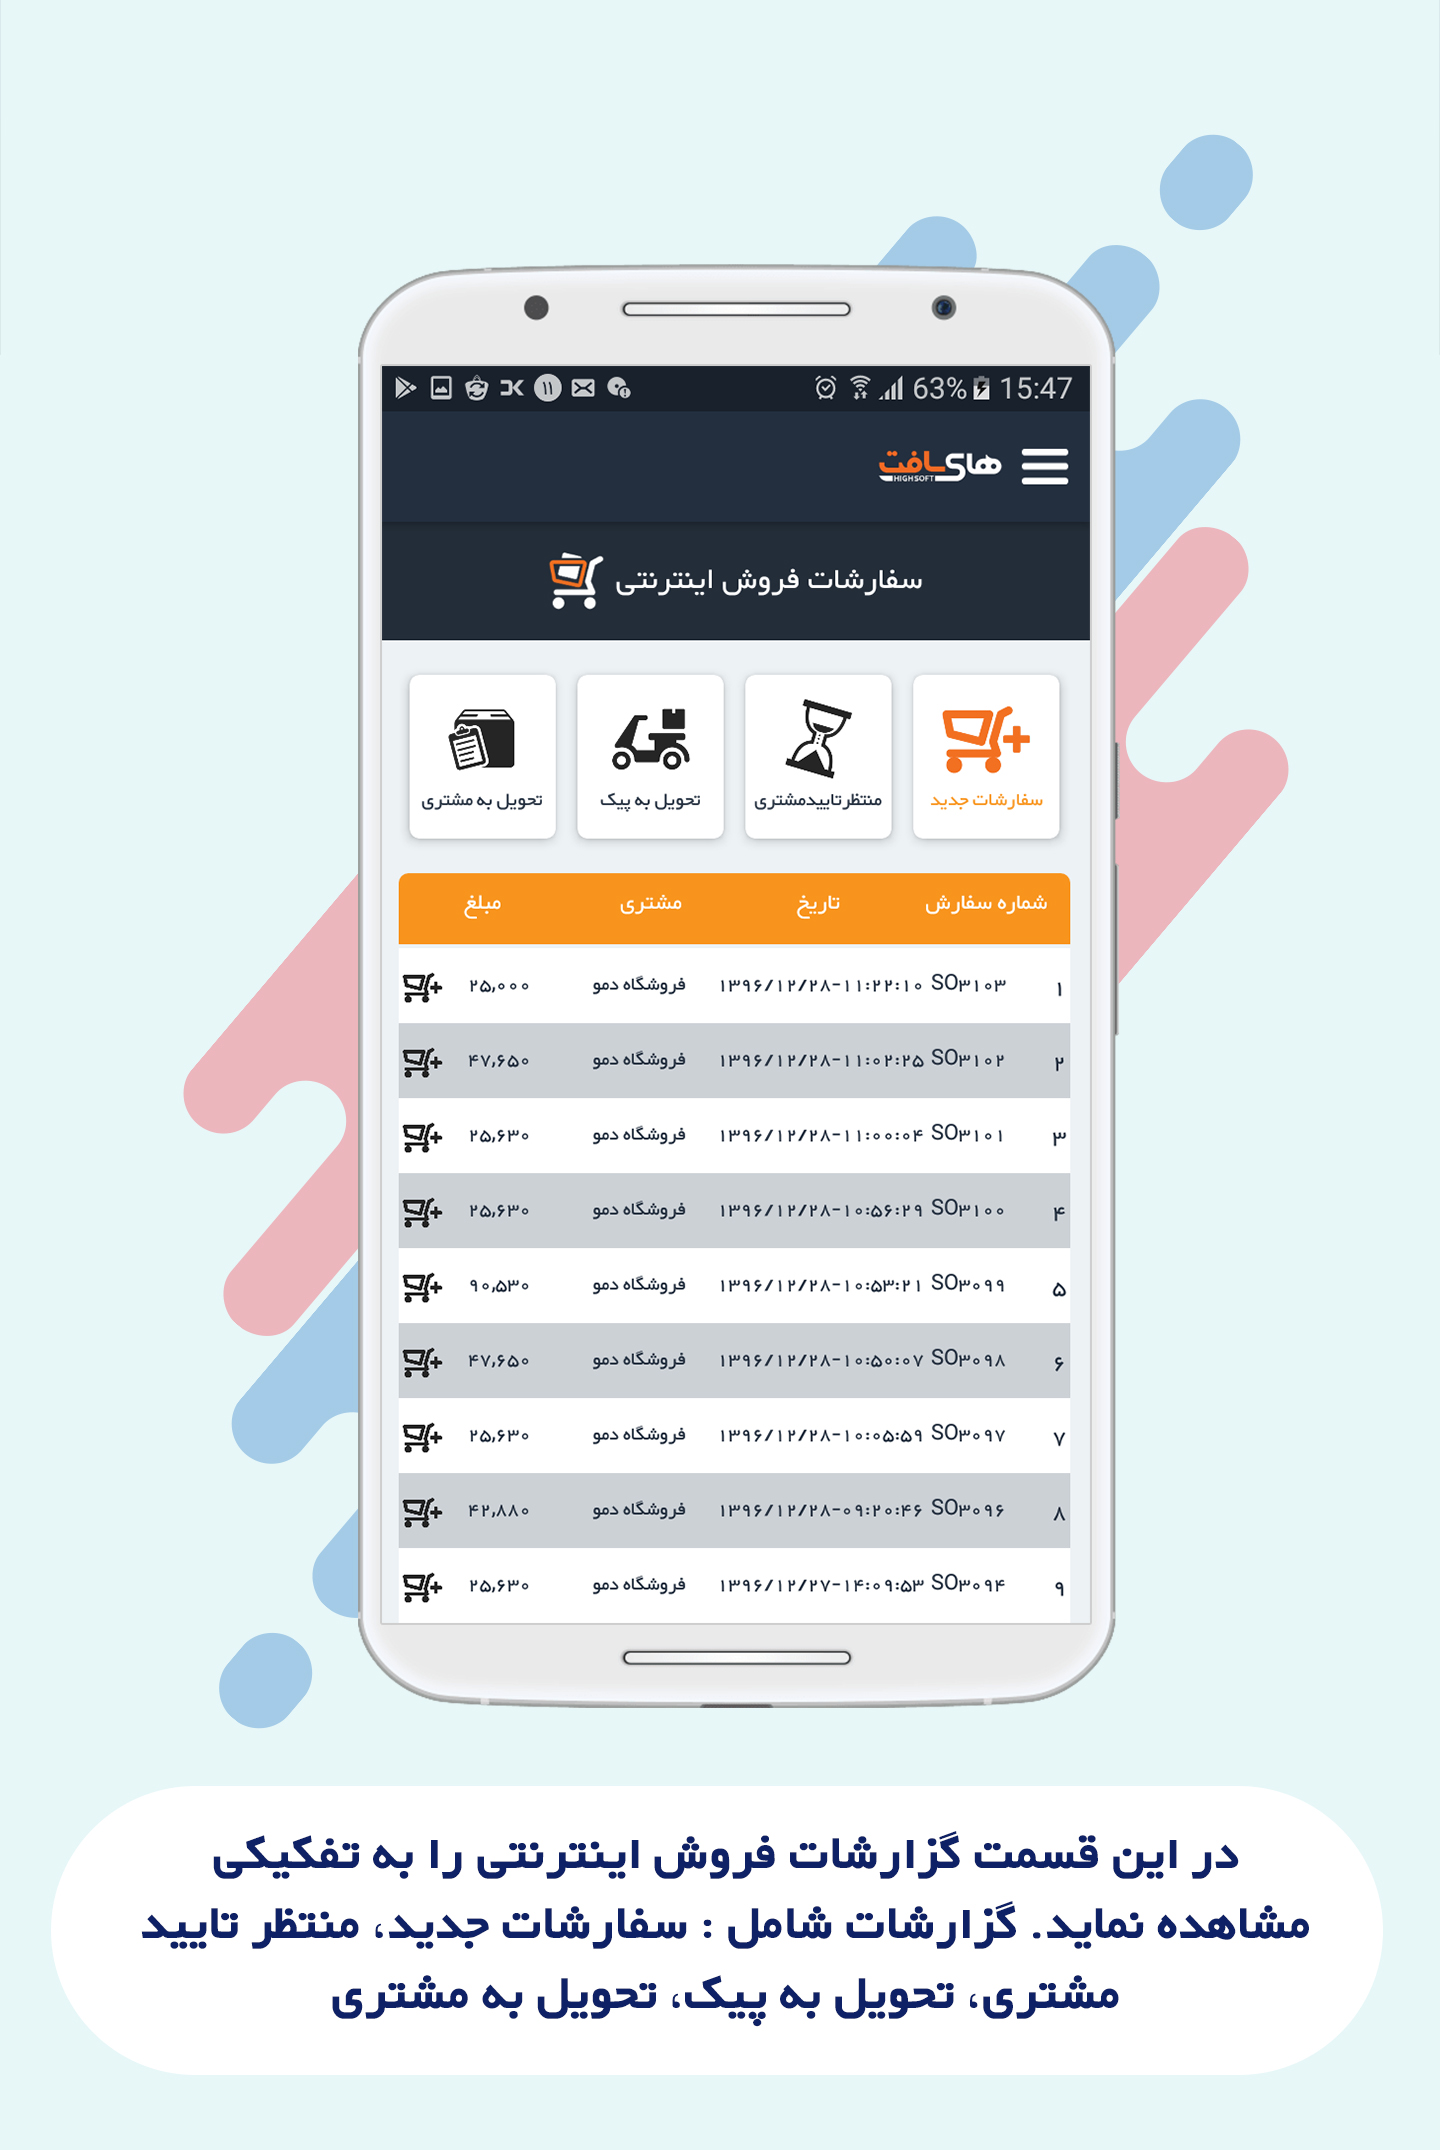 ۱۱ 63% 15:47
های سافت
HIGHSOFT
سفارشات فروش اینترنتی
سفارشات جدید
منتظرتاییدمشتری
تحویل به پیک
تحویل به مشتری
شماره سفارش تاریخ مشتری مبلغ
۱ SO۳۱۰۳ ۱۳۹۶/۱۲/۲۸-۱۱:۲۲:۱۰ فروشگاه دمو ۲۵,۰۰۰
۲ SO۳۱۰۲ ۱۳۹۶/۱۲/۲۸-۱۱:۰۲:۲۵ فروشگاه دمو ۴۷,۶۵۰
۳ SO۳۱۰۱ ۱۳۹۶/۱۲/۲۸-۱۱:۰۰:۰۴ فروشگاه دمو ۲۵,۶۳۰
۴ SO۳۱۰۰ ۱۳۹۶/۱۲/۲۸-۱۰:۵۶:۲۹ فروشگاه دمو ۲۵,۶۳۰
۵ SO۳۰۹۹ ۱۳۹۶/۱۲/۲۸-۱۰:۵۳:۲۱ فروشگاه دمو ۹۰,۵۳۰
۶ SO۳۰۹۸ ۱۳۹۶/۱۲/۲۸-۱۰:۵۰:۰۷ فروشگاه دمو ۴۷,۶۵۰
۷ SO۳۰۹۷ ۱۳۹۶/۱۲/۲۸-۱۰:۰۵:۵۹ فروشگاه دمو ۲۵,۶۳۰
۸ SO۳۰۹۶ ۱۳۹۶/۱۲/۲۸-۰۹:۲۰:۴۶ فروشگاه دمو ۴۲,۸۸۰
۹ SO۳۰۹۴ ۱۳۹۶/۱۲/۲۷-۱۴:۰۹:۵۳ فروشگاه دمو ۲۵,۶۳۰
در این قسمت گزارشات فروش اینترنتی را به تفکیکی
مشاهده نماید. گزارشات شامل : سفارشات جدید، منتظر تایید
مشتری، تحویل به پیک، تحویل به مشتری